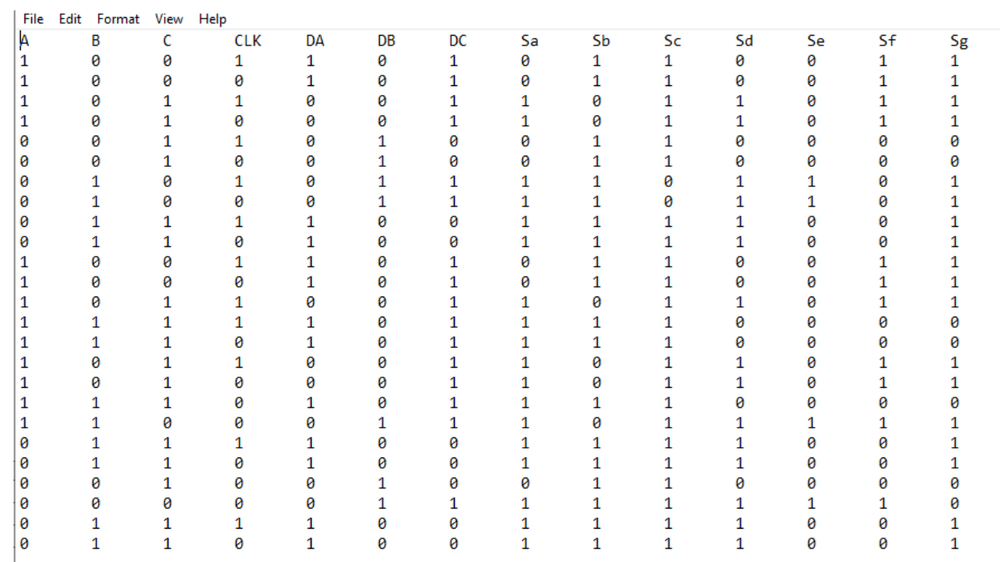 File Edit Format View Help
A B C CLK DA DB DC Sa Sb Sc Sd Se Sf Sg
1 0 0 1 1 0 1 0 1 1 0 0 1 1
1 0 0 0 1 0 1 0 1 1 0 0 1 1
1 0 1 1 0 0 1 1 0 1 1 0 1 1
1 0 1 0 0 0 1 1 0 1 1 0 1 1
0 0 1 1 0 1 0 0 1 1 0 0 0 0
0 0 1 0 0 1 0 0 1 1 0 0 0 0
0 1 0 1 0 1 1 1 1 0 1 1 0 1
0 1 0 0 0 1 1 1 1 0 1 1 0 1
0 1 1 1 1 0 0 1 1 1 1 0 0 1
0 1 1 0 1 0 0 1 1 1 1 0 0 1
1 0 0 1 1 0 1 0 1 1 0 0 1 1
1 0 0 0 1 0 1 0 1 1 0 0 1 1
1 0 1 1 0 0 1 1 0 1 1 0 1 1
1 1 1 1 1 0 1 1 1 1 0 0 0 0
1 1 1 0 1 0 1 1 1 1 0 0 0 0
1 0 1 1 0 0 1 1 0 1 1 0 1 1
1 0 1 0 0 0 1 1 0 1 1 0 1 1
1 1 1 0 1 0 1 1 1 1 0 0 0 0
1 1 0 0 0 1 1 1 0 1 1 1 1 1
0 1 1 1 1 0 0 1 1 1 1 0 0 1
0 1 1 0 1 0 0 1 1 1 1 0 0 1
0 0 1 0 0 1 0 0 1 1 0 0 0 0
0 0 0 0 0 1 1 1 1 1 1 1 1 0
0 1 1 1 1 0 0 1 1 1 1 0 0 1
0 1 1 0 1 0 0 1 1 1 1 0 0 1